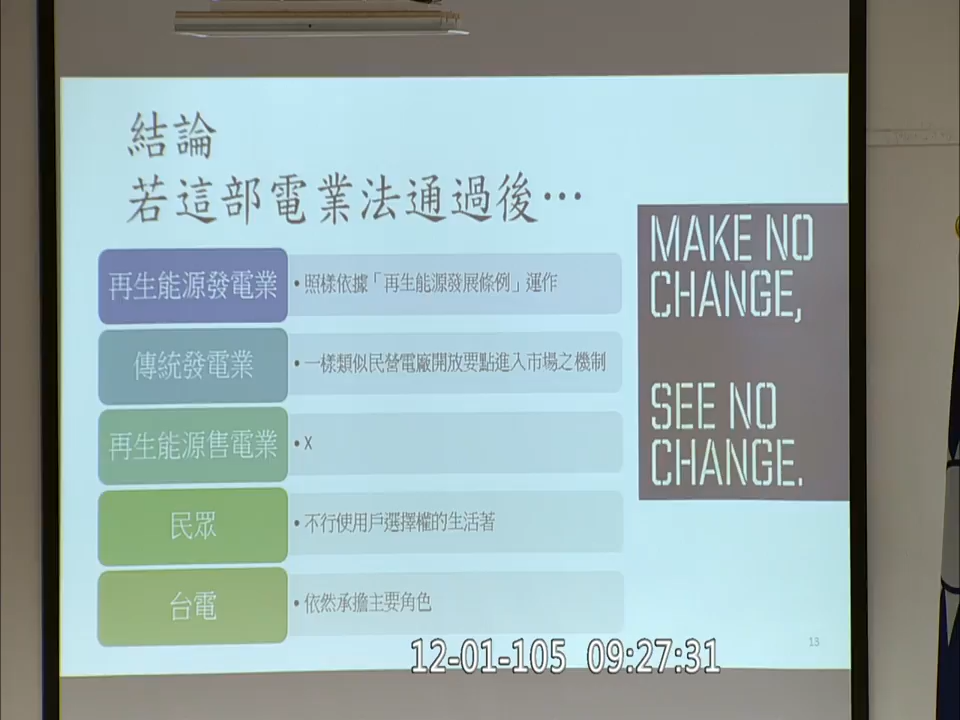 結論
若這部電業法通過後…
再生能源發電業
•照樣依據「再生能源發展條例」運作
傳統發電業
•一樣類似民營電廠開放要點進入市場之機制
再生能源售電業
•X
民眾
•不行使用戶選擇權的生活著
台電
•依然承擔主要角色
MAKE NO
CHANGE,
SEE NO
CHANGE.
13
12-01-105 09:27:31